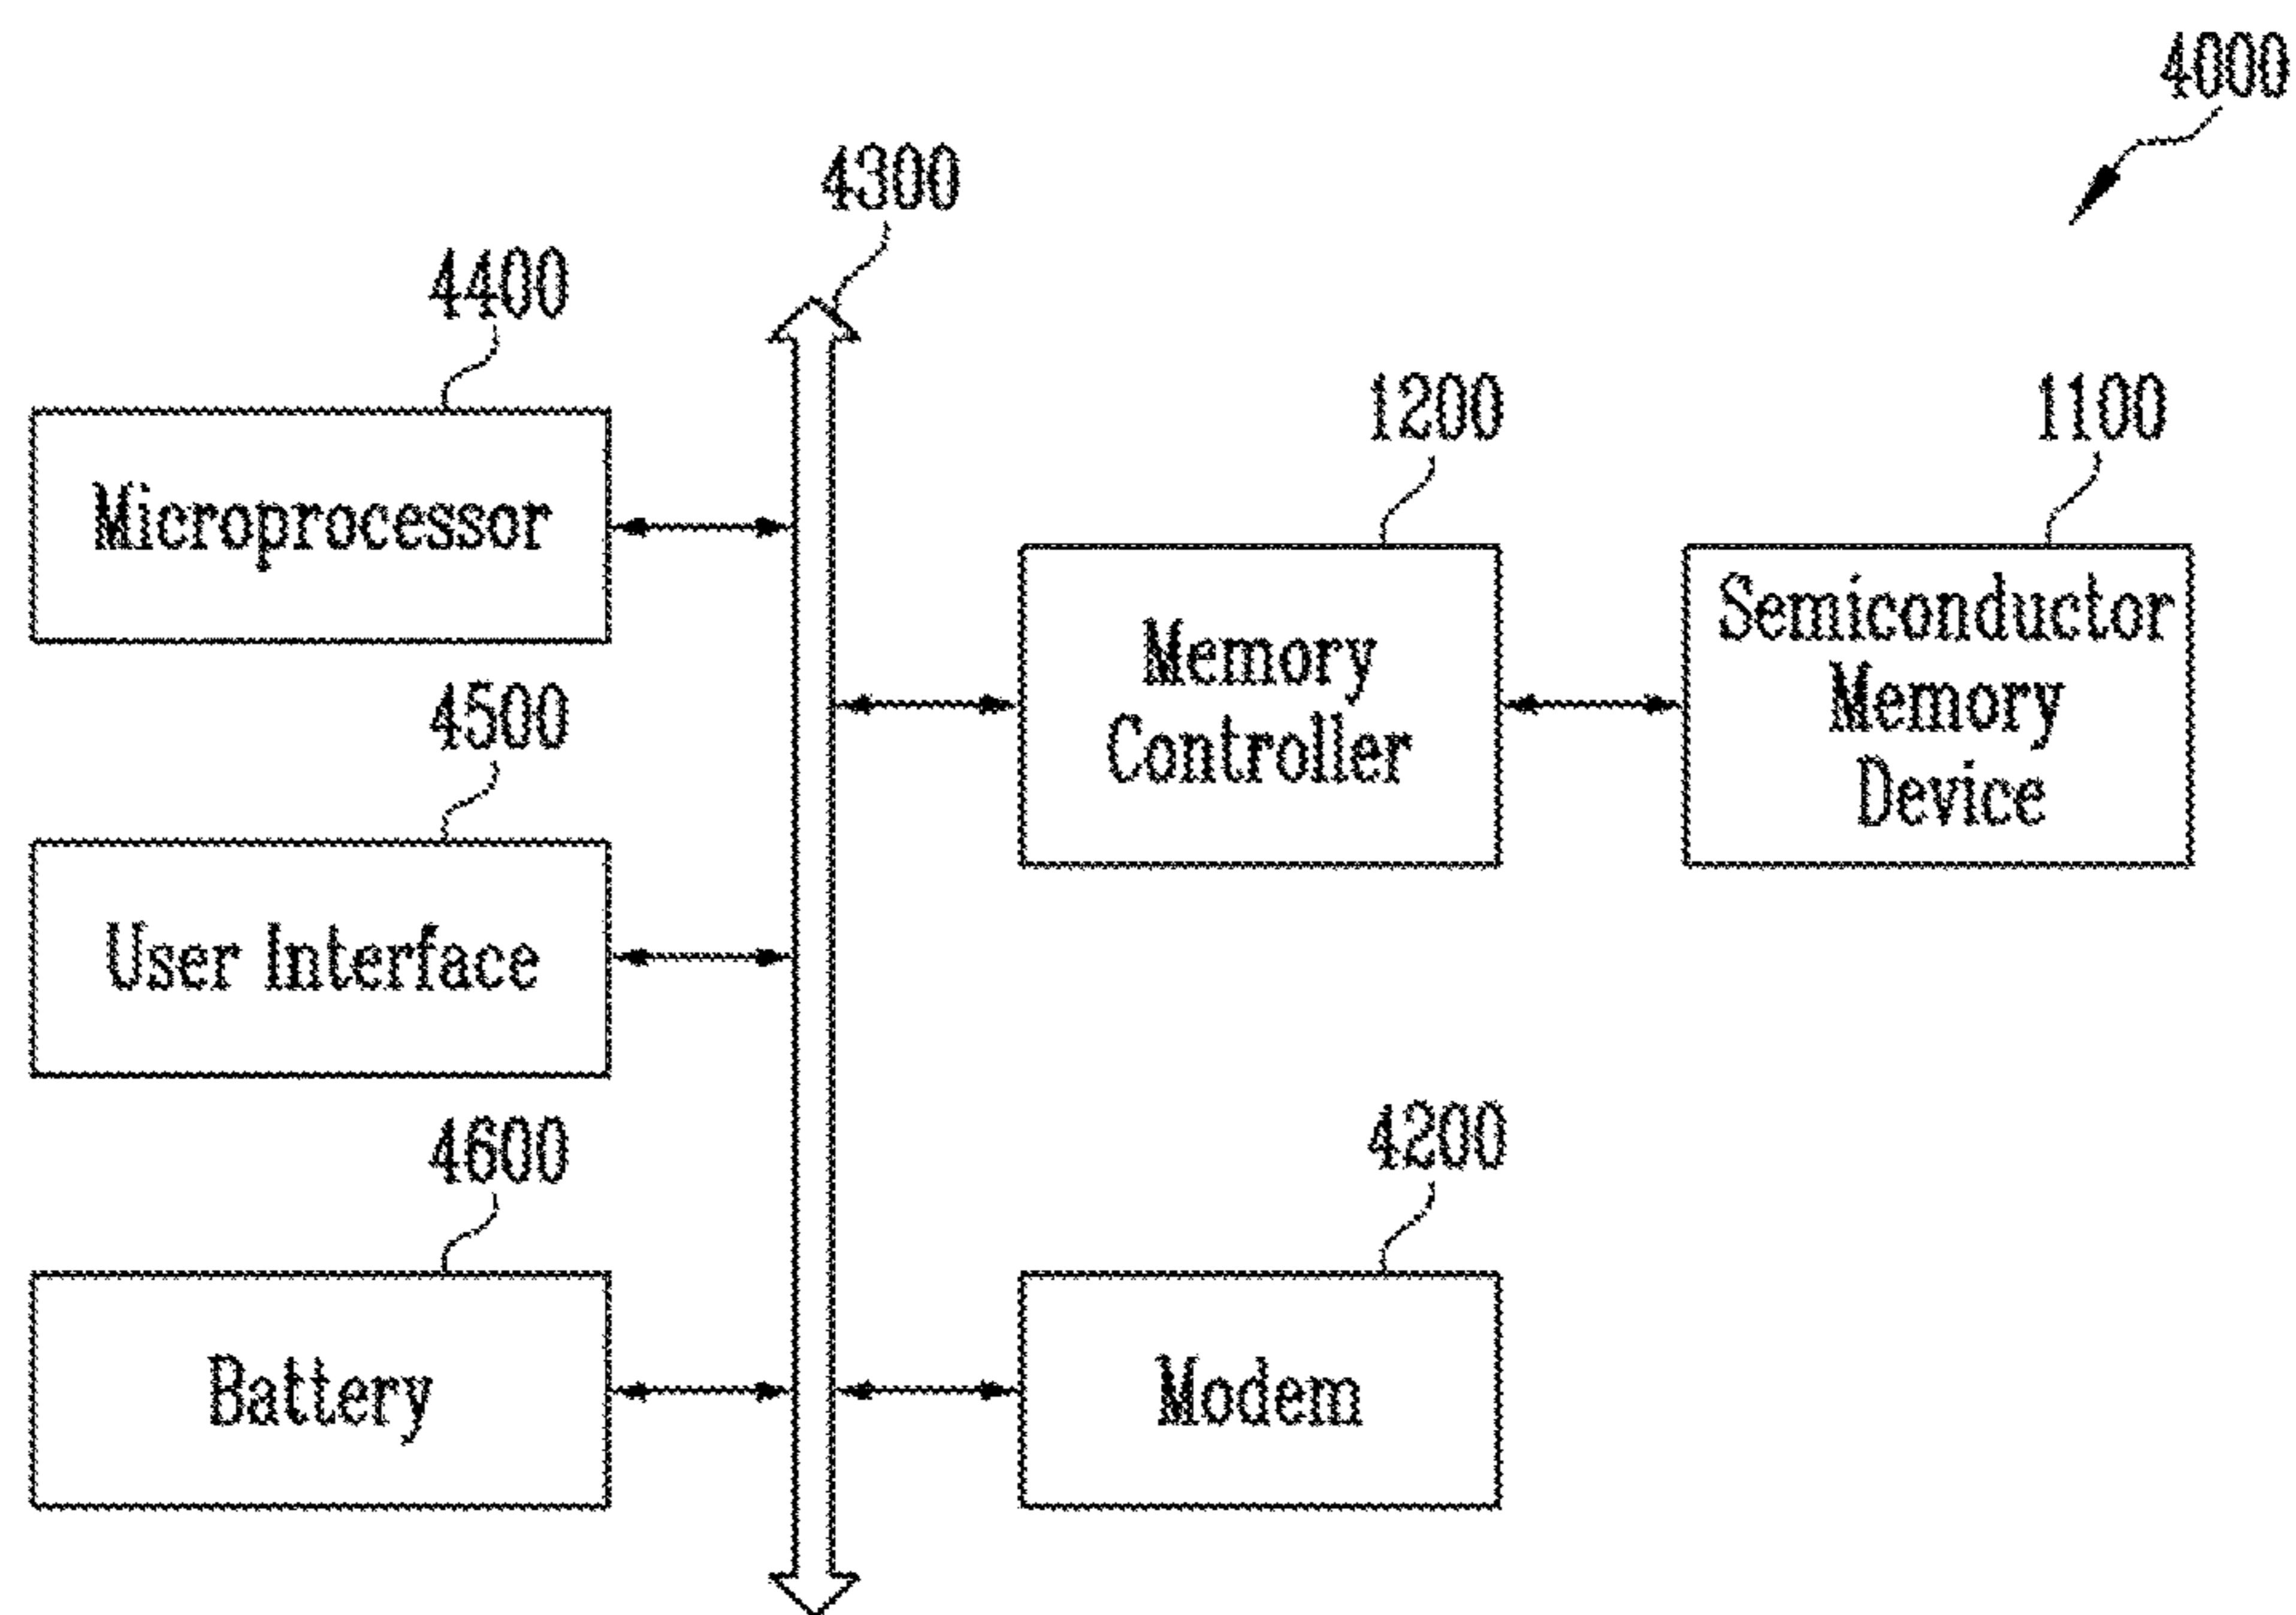 4000
4300
4400
Microprocessor
1200
Memory
Controller
1100
Semiconductor
Memory
Device
4500
User Interface
4600
Battery
4200
Modem